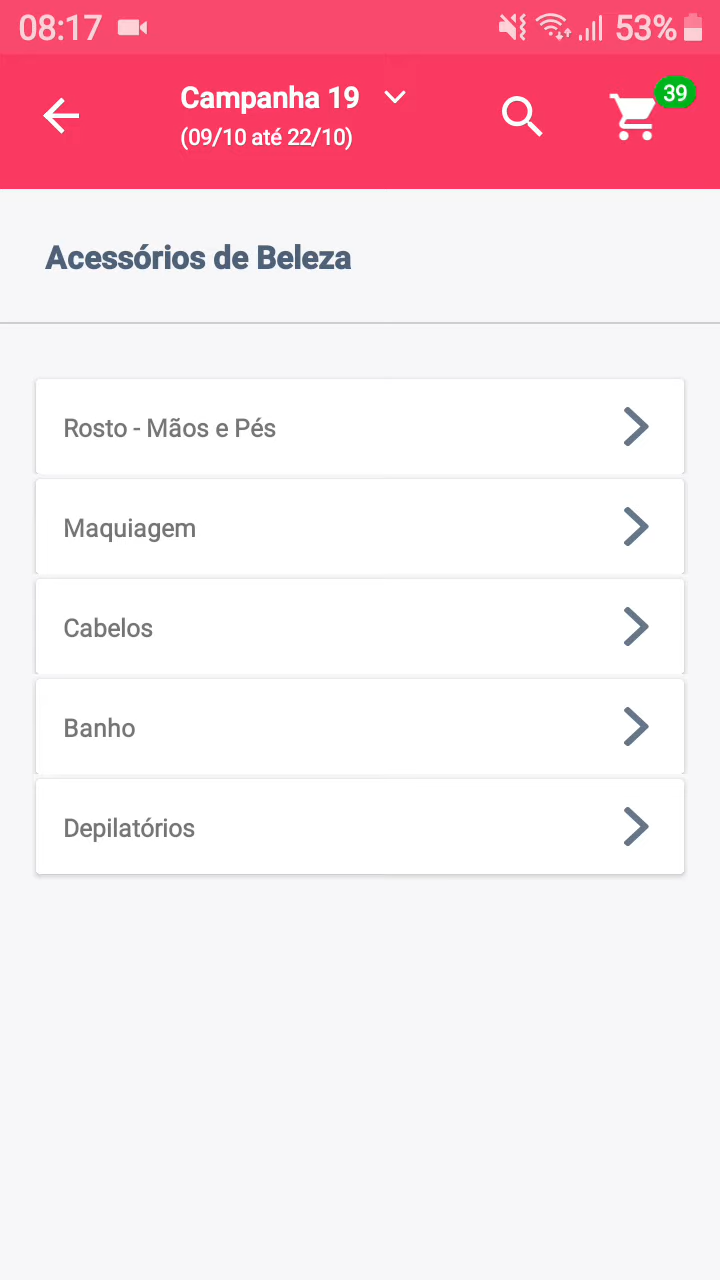 08:17
53%
Campanha 19
39
(09/10 até 22/10)
Acessórios de Beleza
Rosto - Mãos e Pés
Maquiagem
Cabelos
Banho
Depilatórios